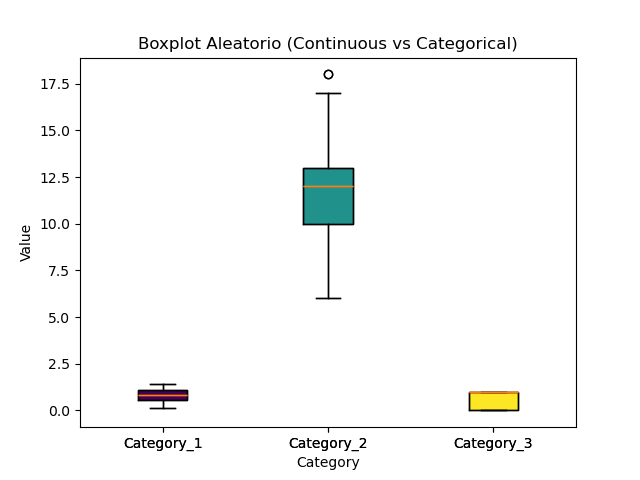 Boxplot Aleatorio (Continuous vs Categorical)
17.5
15.0
12.5
10.0
7.5
5.0
2.5
0.0
Value
Category_1
Category_2
Category_3
Category